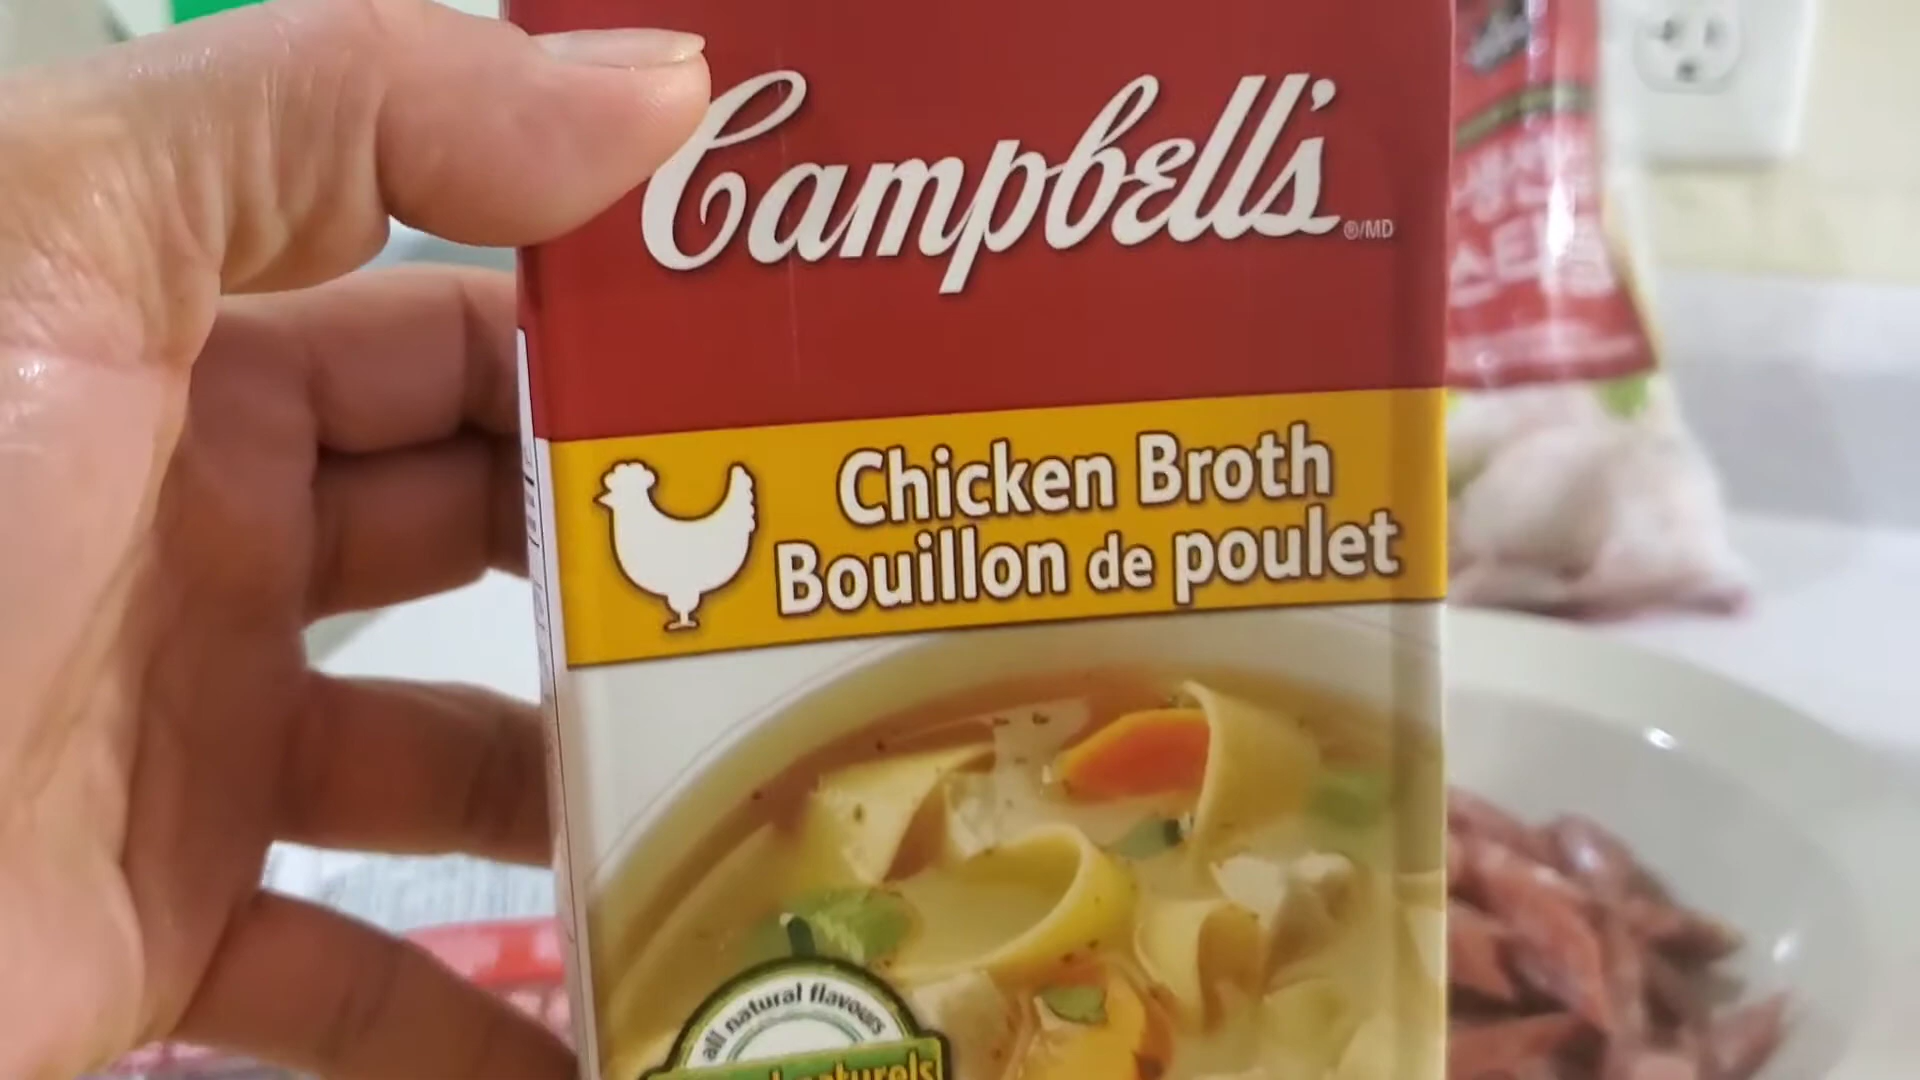 Campbell's
®/MD
Chicken Broth
Bouillon de poulet
all natural flavours